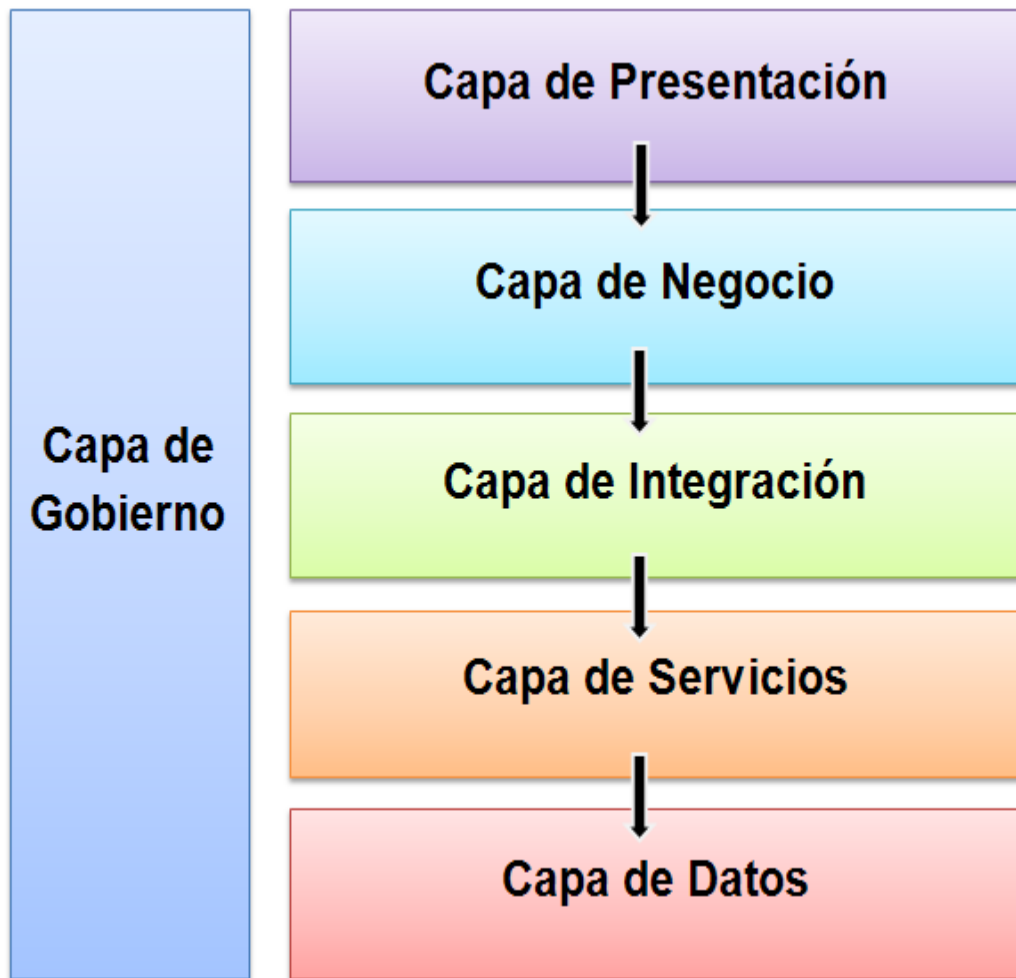 Capa de
Gobierno
Capa de Presentación
Capa de Negocio
Capa de Integración
Capa de Servicios
Capa de Datos